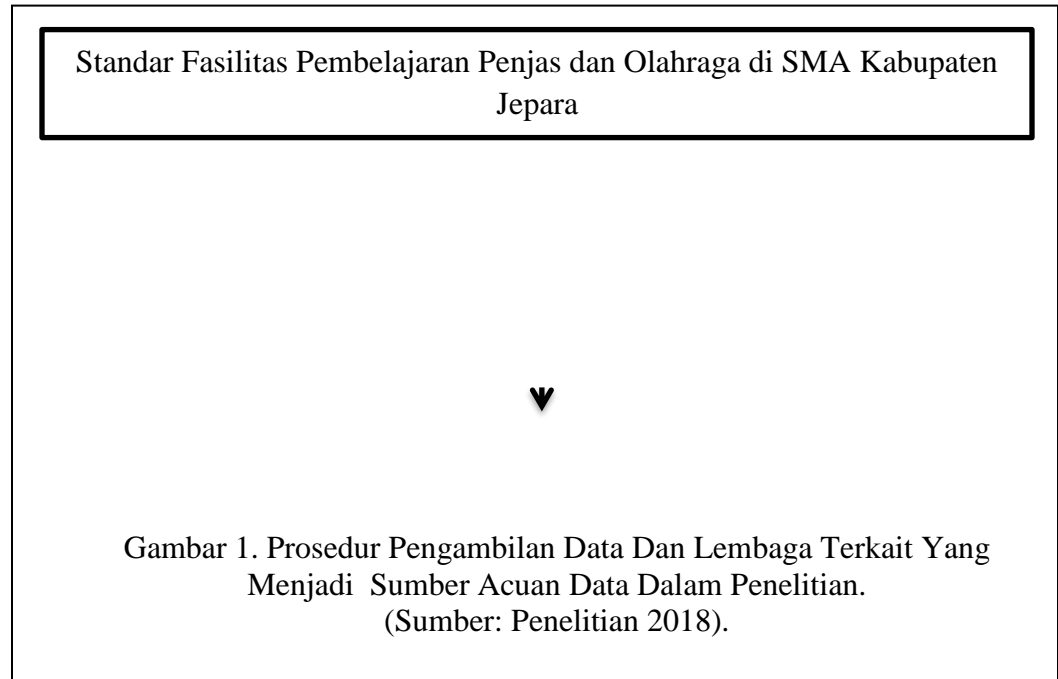 Standar Fasilitas Pembelajaran Penjas dan Olahraga di SMA Kabupaten
Jepara
Gambar 1. Prosedur Pengambilan Data Dan Lembaga Terkait Yang
Menjadi Sumber Acuan Data Dalam Penelitian.
(Sumber: Penelitian 2018).